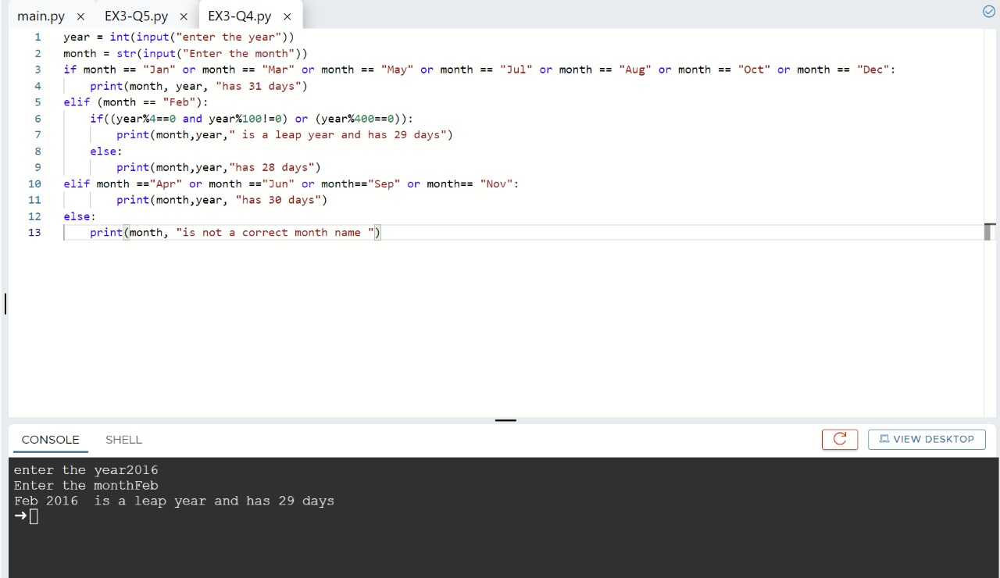 main.py × EX3-Q5.py × EX3-Q4.py ×
1 year = int(input("enter the year"))
2 month = str(input("Enter the month"))
3 if month == "Jan" or month == "Mar" or month == "May" or month == "Jul" or month == "Aug" or month == "Oct" or month == "Dec":
4 print(month, year, "has 31 days")
5 elif (month == "Feb"):
6 if((year%4==0 and year%100!=0) or (year%400==0)):
7 print(month,year," is a leap year and has 29 days")
8 else:
9 print(month,year,"has 28 days")
10 elif month =="Apr" or month =="Jun" or month=="Sep" or month== "Nov":
11 print(month,year, "has 30 days")
12 else:
13 print(month, "is not a correct month name ")
CONSOLE SHELL VIEW DESKTOP
enter the year2016
Enter the monthFeb
Feb 2016  is a leap year and has 29 days
➜